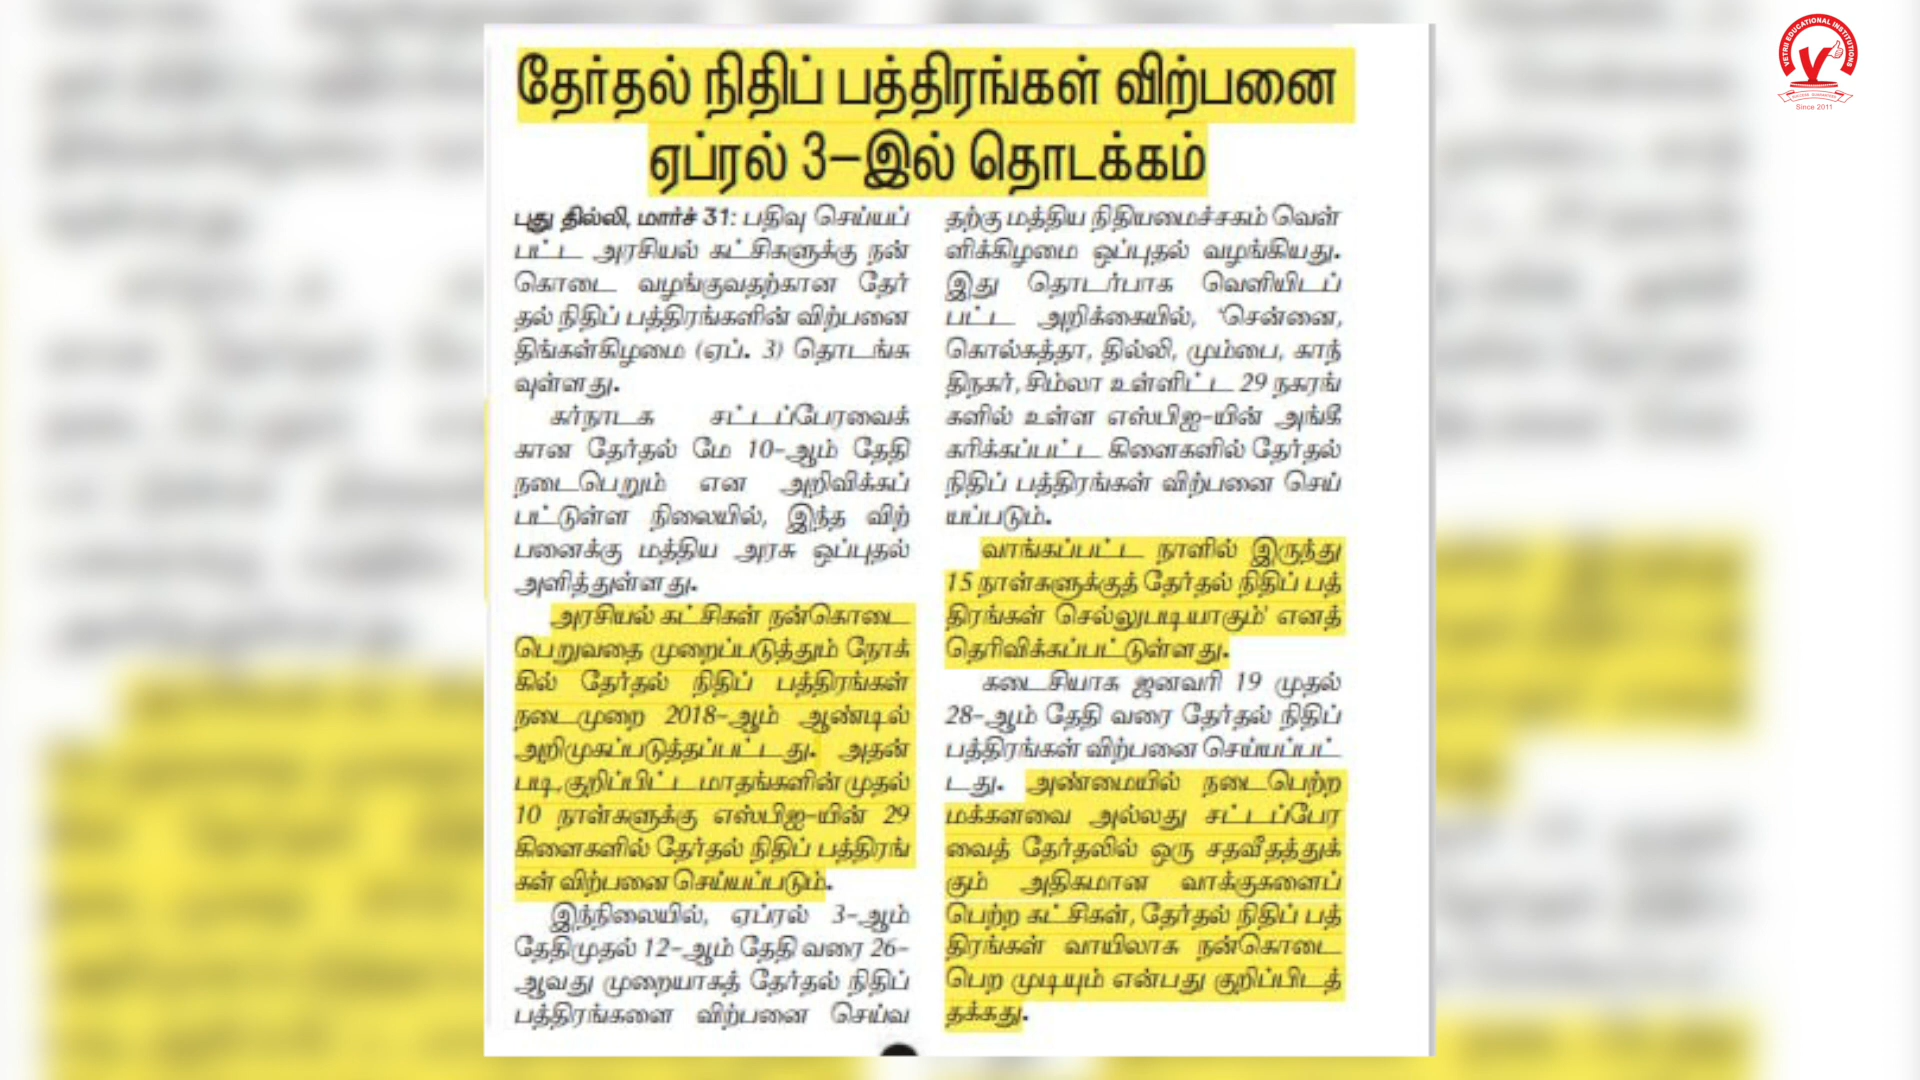 தேர்தல் நிதிப் பத்திரங்கள் விற்பனை
ஏப்ரல் 3–இல் தொடக்கம்
புது தில்லி, மார்ச் 31: பதிவு செய்யப்
பட்ட அரசியல் கட்சிகளுக்கு நன்
கொடை வழங்குவதற்கான தேர்
தல் நிதிப் பத்திரங்களின் விற்பனை
திங்கள்கிழமை (ஏப். 3) தொடங்க
வுள்ளது.
கர்நாடக சட்டப்பேரவைக்
கான தேர்தல் மே 10-ஆம் தேதி
நடைபெறும் என அறிவிக்கப்
பட்டுள்ள நிலையில், இந்த விற்
பனைக்கு மத்திய அரசு ஒப்புதல்
அளித்துள்ளது.
அரசியல் கட்சிகள் நன்கொடை
பெறுவதை முறைப்படுத்தும் நோக்
கில் தேர்தல் நிதிப் பத்திரங்கள்
நடைமுறை 2018-ஆம் ஆண்டில்
அறிமுகப்படுத்தப்பட்டது. அதன்
படி, குறிப்பிட்ட மாதங்களின் முதல்
10 நாள்களுக்கு எஸ்பிஐ-யின் 29
கிளைகளில் தேர்தல் நிதிப் பத்திரங்
கள் விற்பனை செய்யப்படும்.
இந்நிலையில், ஏப்ரல் 3-ஆம்
தேதிமுதல் 12-ஆம் தேதி வரை 26-
ஆவது முறையாகத் தேர்தல் நிதிப்
பத்திரங்களை விற்பனை செய்வ
தற்கு மத்திய நிதியமைச்சகம் வெள்
ளிக்கிழமை ஒப்புதல் வழங்கியது.
இது தொடர்பாக வெளியிடப்
பட்ட அறிக்கையில், 'சென்னை,
கொல்கத்தா, தில்லி, மும்பை, காந்
திநகர், சிம்லா உள்ளிட்ட 29 நகரங்
களில் உள்ள எஸ்பிஐ-யின் அங்கீ
கரிக்கப்பட்ட கிளைகளில் தேர்தல்
நிதிப் பத்திரங்கள் விற்பனை செய்
யப்படும்.
வாங்கப்பட்ட நாளில் இருந்து
15 நாள்களுக்குத் தேர்தல் நிதிப் பத்
திரங்கள் செல்லுபடியாகும்' எனத்
தெரிவிக்கப்பட்டுள்ளது.
கடைசியாக ஜனவரி 19 முதல்
28-ஆம் தேதி வரை தேர்தல் நிதிப்
பத்திரங்கள் விற்பனை செய்யப்பட்
டது. அண்மையில் நடைபெற்ற
மக்களவை அல்லது சட்டப்பேர
வைத் தேர்தலில் ஒரு சதவீதத்துக்
கும் அதிகமான வாக்குகளைப்
பெற்ற கட்சிகள், தேர்தல் நிதிப் பத்
திரங்கள் வாயிலாக நன்கொடை
பெற முடியும் என்பது குறிப்பிடத்
தக்கது.
VETRII EDUCATIONAL INSTITUTIONS
Since 2011